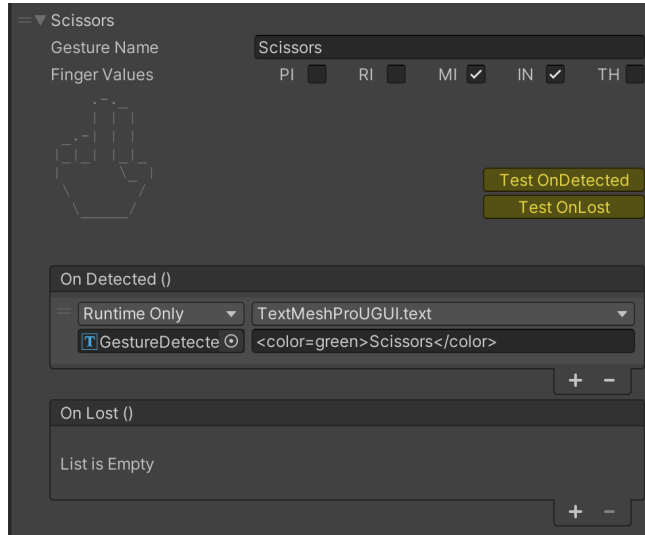 Scissors
Gesture Name Scissors
Finger Values PI RI MI IN TH
Test OnDetected
Test OnLost
On Detected ()
Runtime Only TextMeshProUGUI.text
GestureDetecte <color=green>Scissors</color>
+ -
On Lost ()
List is Empty
+ -